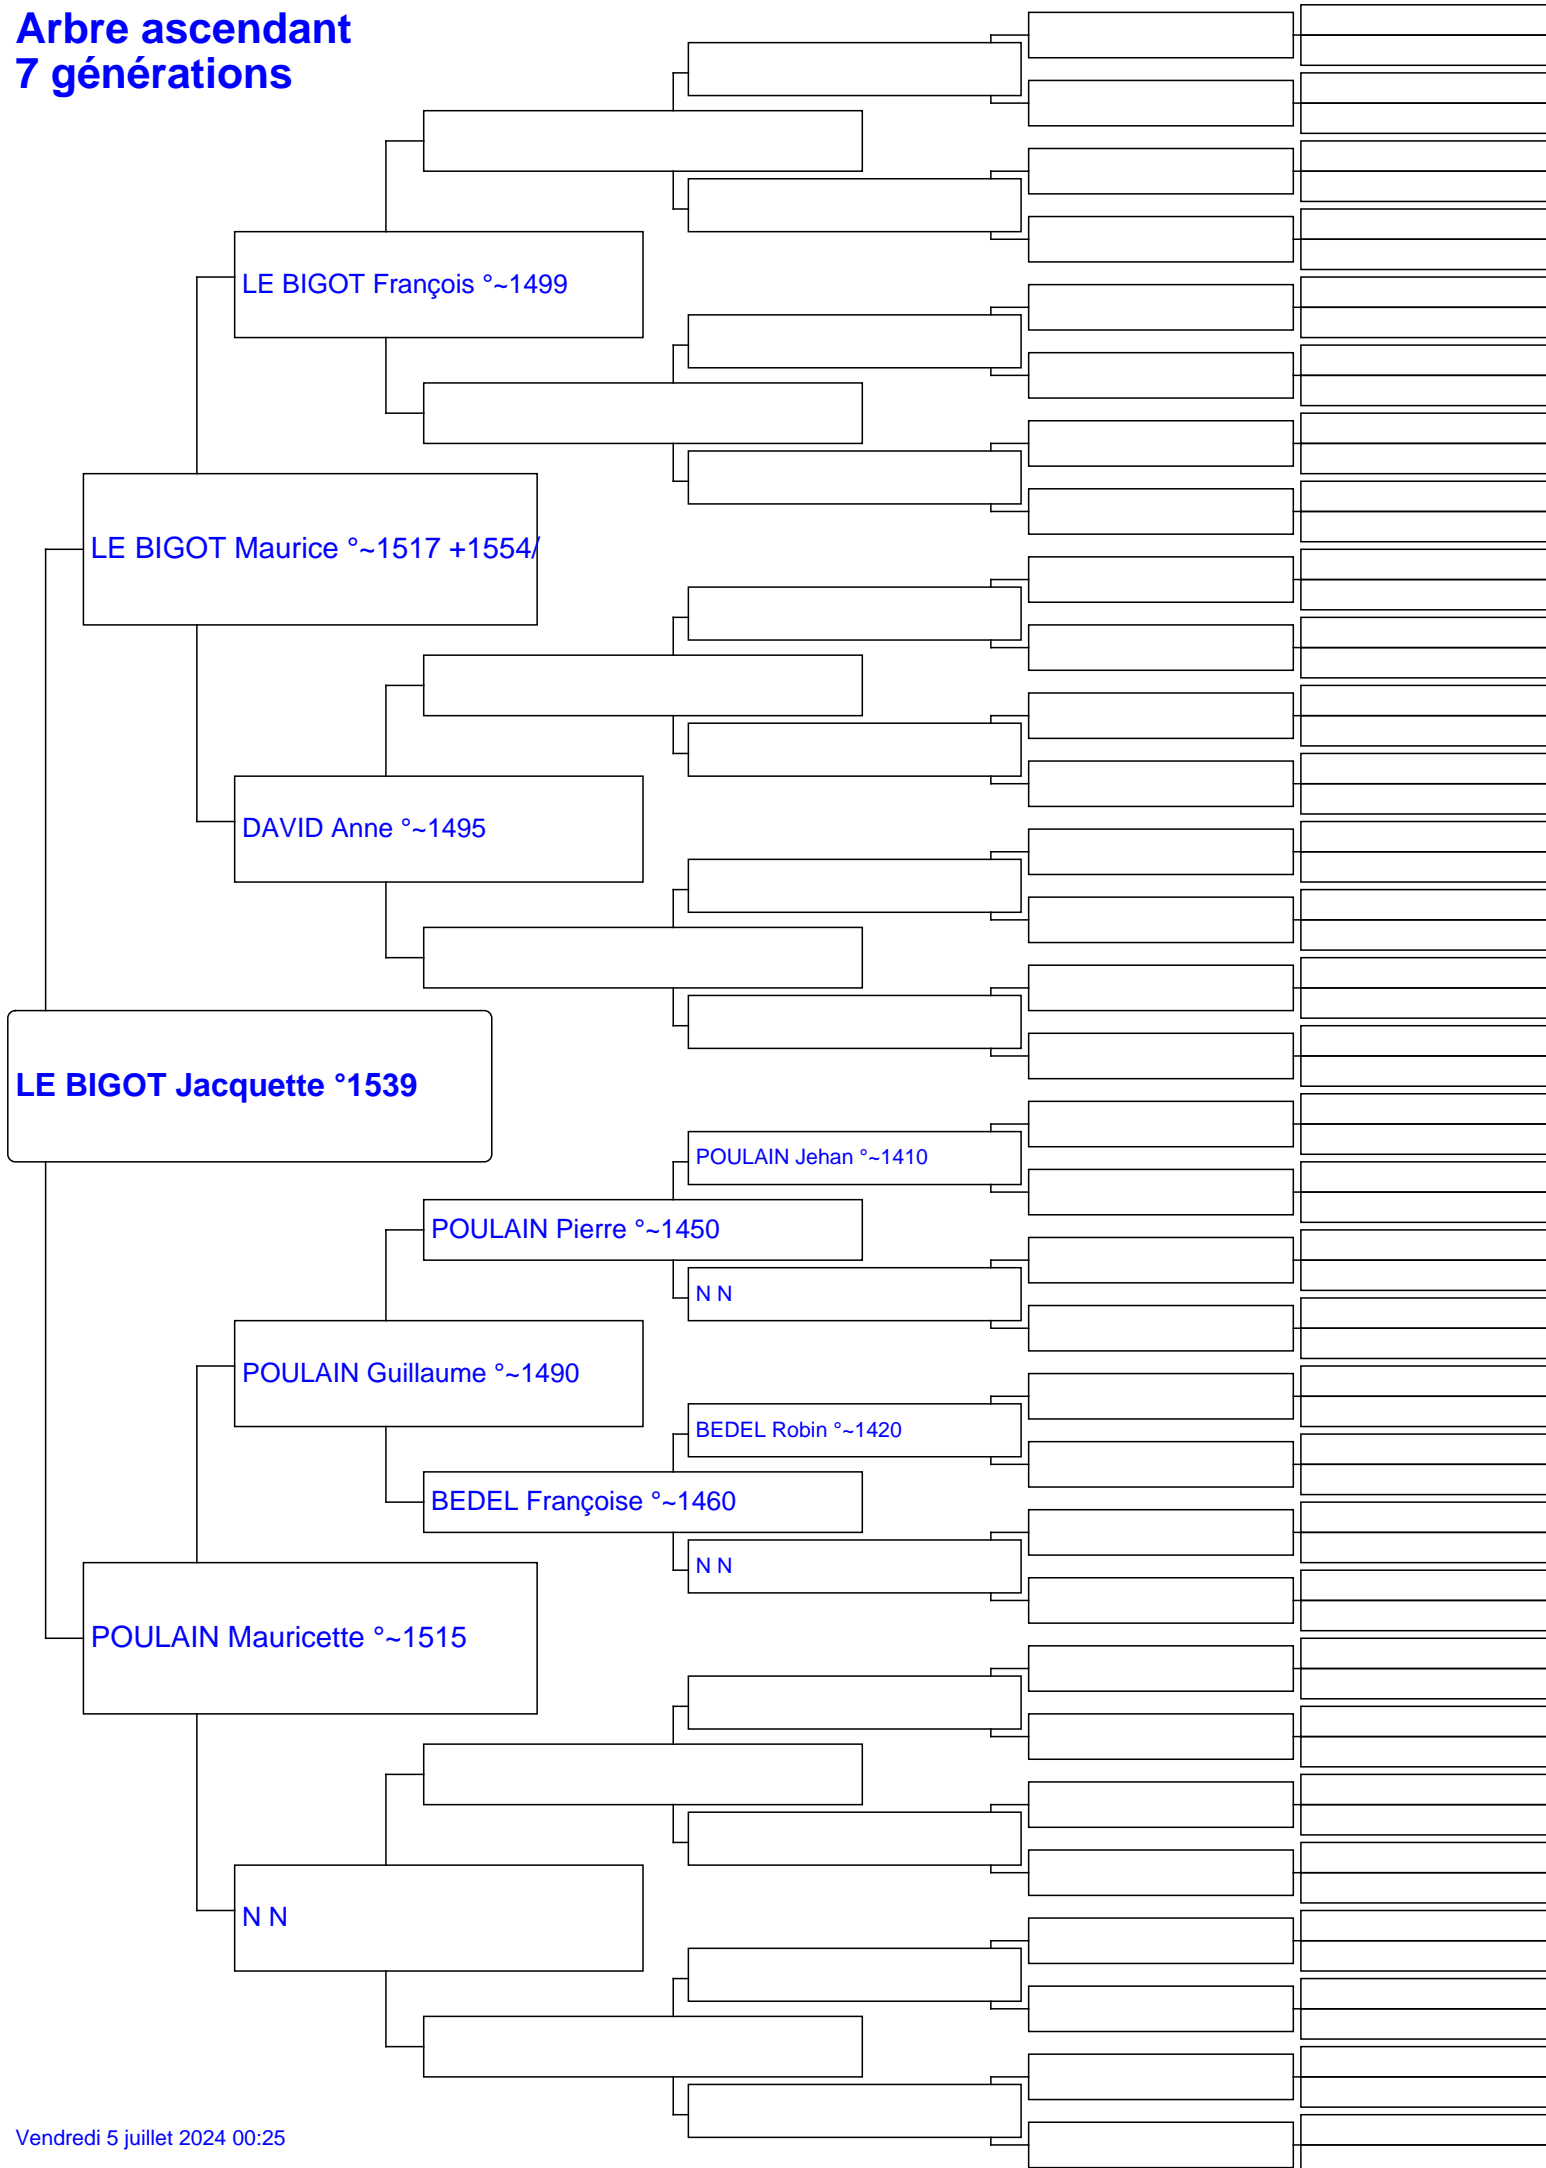 Arbre ascendant
7 générations
LE BIGOT François °~1499
LE BIGOT Maurice °~1517 +1554/
DAVID Anne °~1495
LE BIGOT Jacquette °1539
POULAIN Jehan °~1410
POULAIN Pierre °~1450
N N
POULAIN Guillaume °~1490
BEDEL Robin °~1420
BEDEL Françoise °~1460
N N
POULAIN Mauricette °~1515
N N
Vendredi 5 juillet 2024 00:25